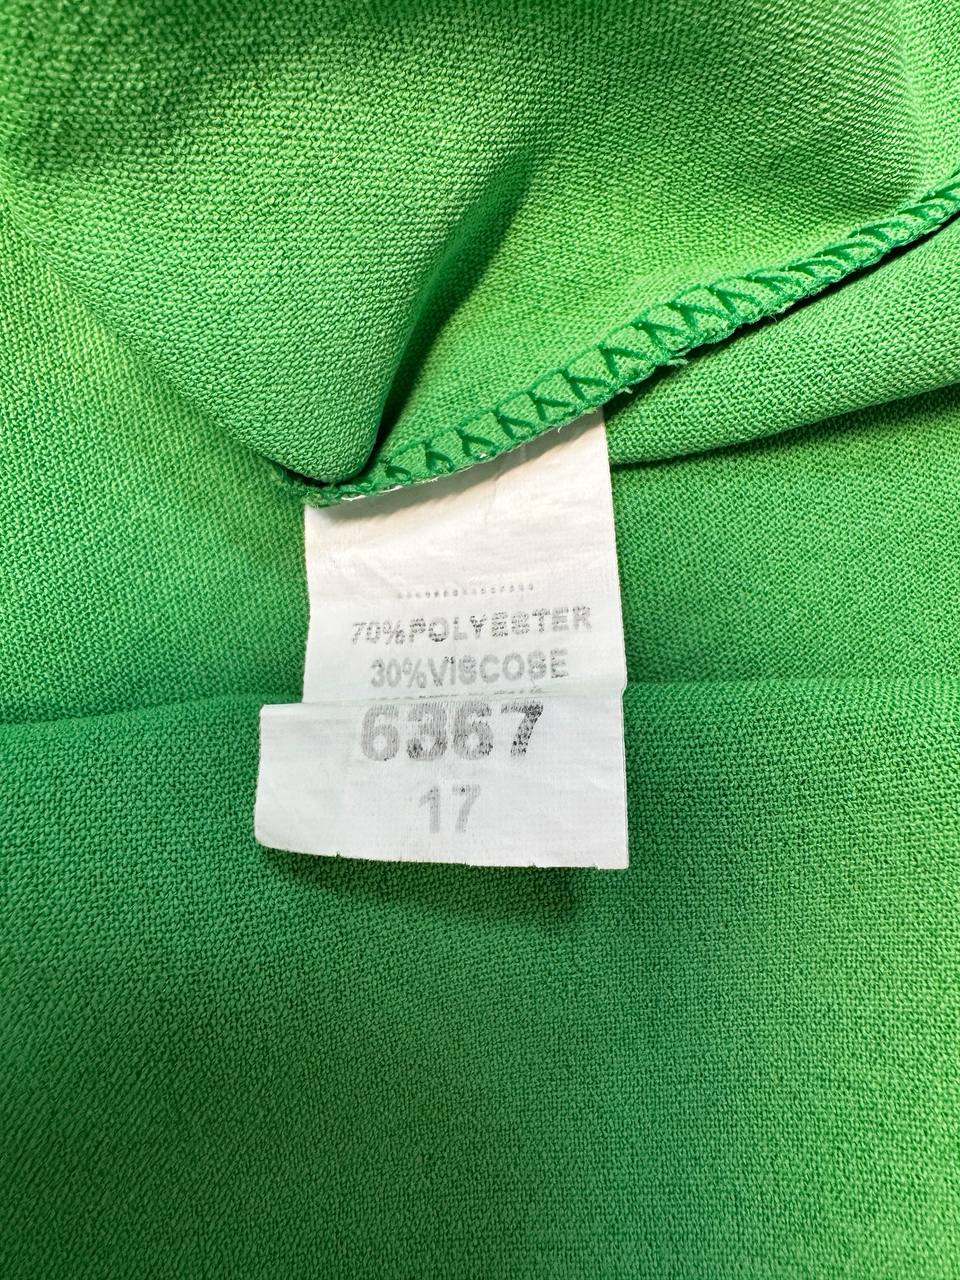 70%POLYESTER
30%VISCOSE
6367
17